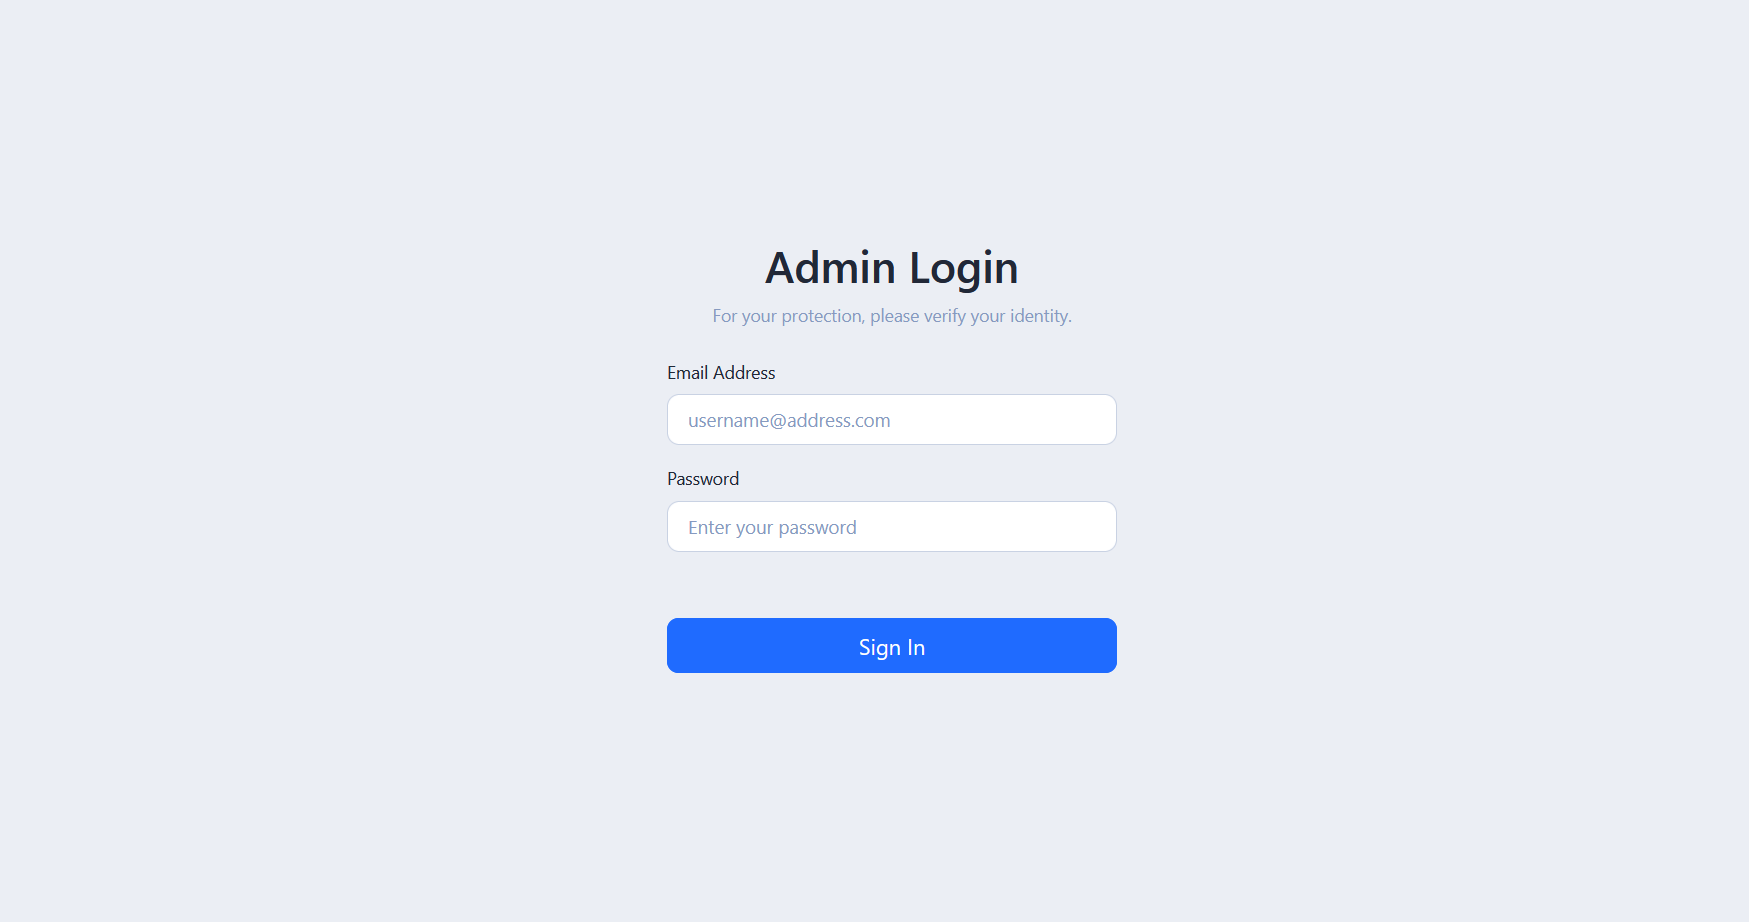 Admin Login
For your protection, please verify your identity.
Email Address
username@address.com
Password
Enter your password
Sign In